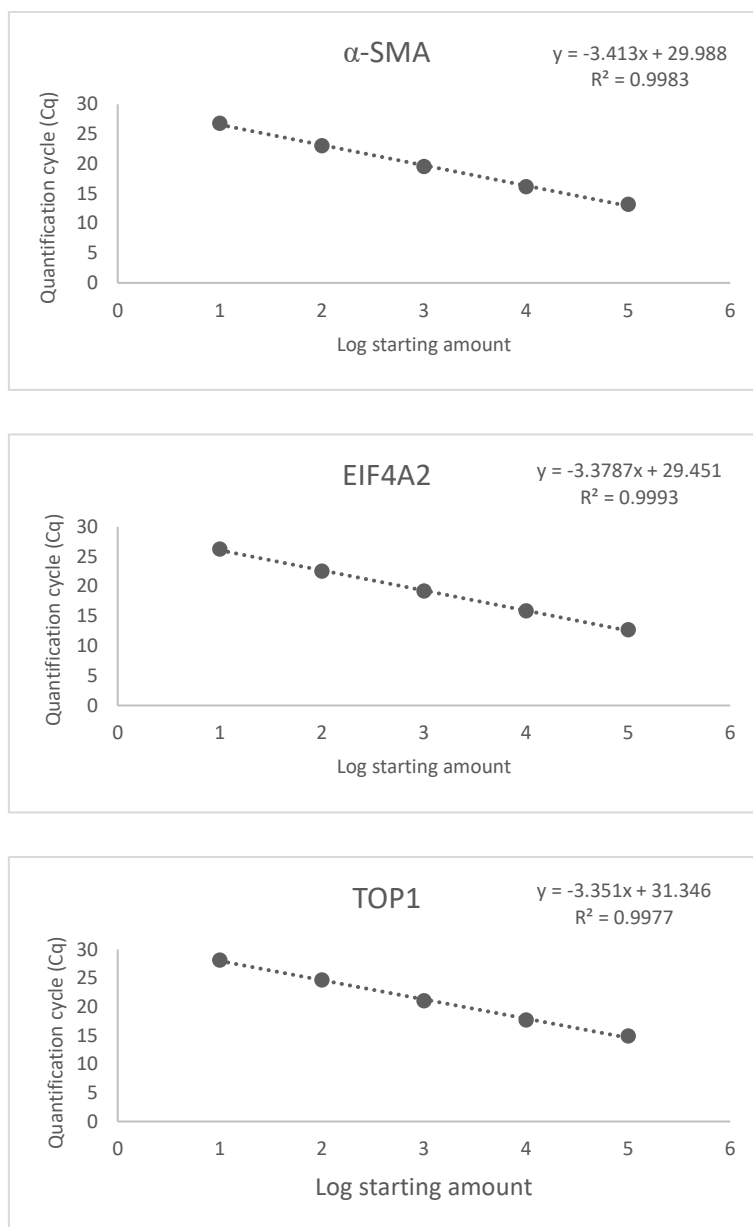 α-SMA
y = -3.413x + 29.988
R² = 0.9983
Quantification cycle (Cq)
30
25
20
15
10
5
0
0 1 2 3 4 5 6
Log starting amount
EIF4A2
y = -3.3787x + 29.451
R² = 0.9993
Quantification cycle (Cq)
30
25
20
15
10
5
0
0 1 2 3 4 5 6
Log starting amount
TOP1
y = -3.351x + 31.346
R² = 0.9977
Quantification cycle (Cq)
30
25
20
15
10
5
0
0 1 2 3 4 5 6
Log starting amount